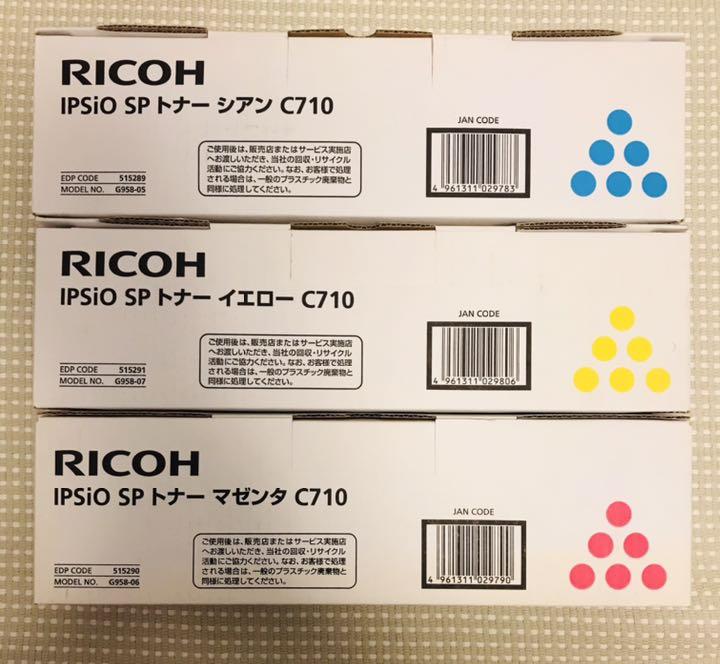 RICOH
IPSiO SP トナー シアン C710
EDP CODE 515289
MODEL NO. G958-05
ご使用後は、販売店またはサービス実施店
へお渡しいただき、当社の回収・リサイクル
活動にご協力ください。なお、お客様で処理
される場合は、一般のプラスチック廃棄物と
同様に処理してください。
JAN CODE
4 961311 029783
RICOH
IPSiO SP トナー イエロー C710
EDP CODE 515291
MODEL NO. G958-07
ご使用後は、販売店またはサービス実施店
へお渡しいただき、当社の回収・リサイクル
活動にご協力ください。なお、お客様で処理
される場合は、一般のプラスチック廃棄物と
同様に処理してください。
JAN CODE
4 961311 029806
RICOH
IPSiO SP トナー マゼンタ C710
EDP CODE 515290
MODEL NO. G958-06
ご使用後は、販売店またはサービス実施店
へお渡しいただき、当社の回収・リサイクル
活動にご協力ください。なお、お客様で処理
される場合は、一般のプラスチック廃棄物と
同様に処理してください。
JAN CODE
4 961311 029790